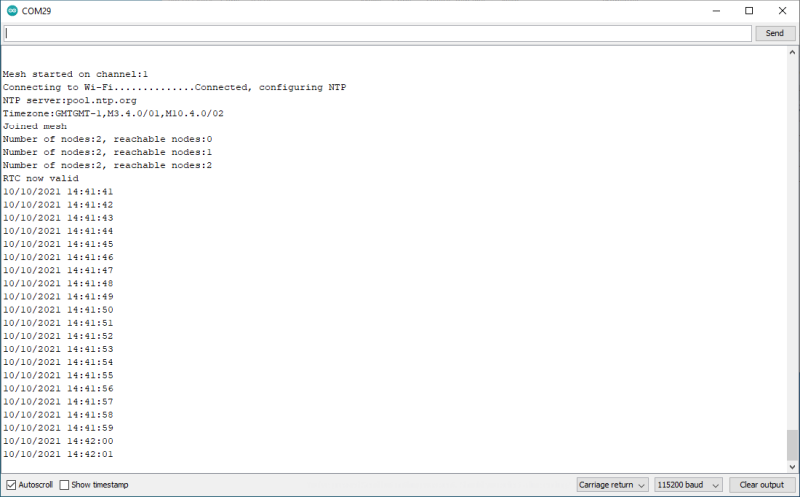 COM29
Send
Mesh started on channel:1
Connecting to Wi-Fi..............Connected, configuring NTP
NTP server:pool.ntp.org
Timezone:GMTGMT-1,M3.4.0/01,M10.4.0/02
Joined mesh
Number of nodes:2, reachable nodes:0
Number of nodes:2, reachable nodes:1
Number of nodes:2, reachable nodes:2
RTC now valid
10/10/2021 14:41:41
10/10/2021 14:41:42
10/10/2021 14:41:43
10/10/2021 14:41:44
10/10/2021 14:41:45
10/10/2021 14:41:46
10/10/2021 14:41:47
10/10/2021 14:41:48
10/10/2021 14:41:49
10/10/2021 14:41:50
10/10/2021 14:41:51
10/10/2021 14:41:52
10/10/2021 14:41:53
10/10/2021 14:41:54
10/10/2021 14:41:55
10/10/2021 14:41:56
10/10/2021 14:41:57
10/10/2021 14:41:58
10/10/2021 14:41:59
10/10/2021 14:42:00
10/10/2021 14:42:01
Autoscroll Show timestamp Carriage return 115200 baud Clear output